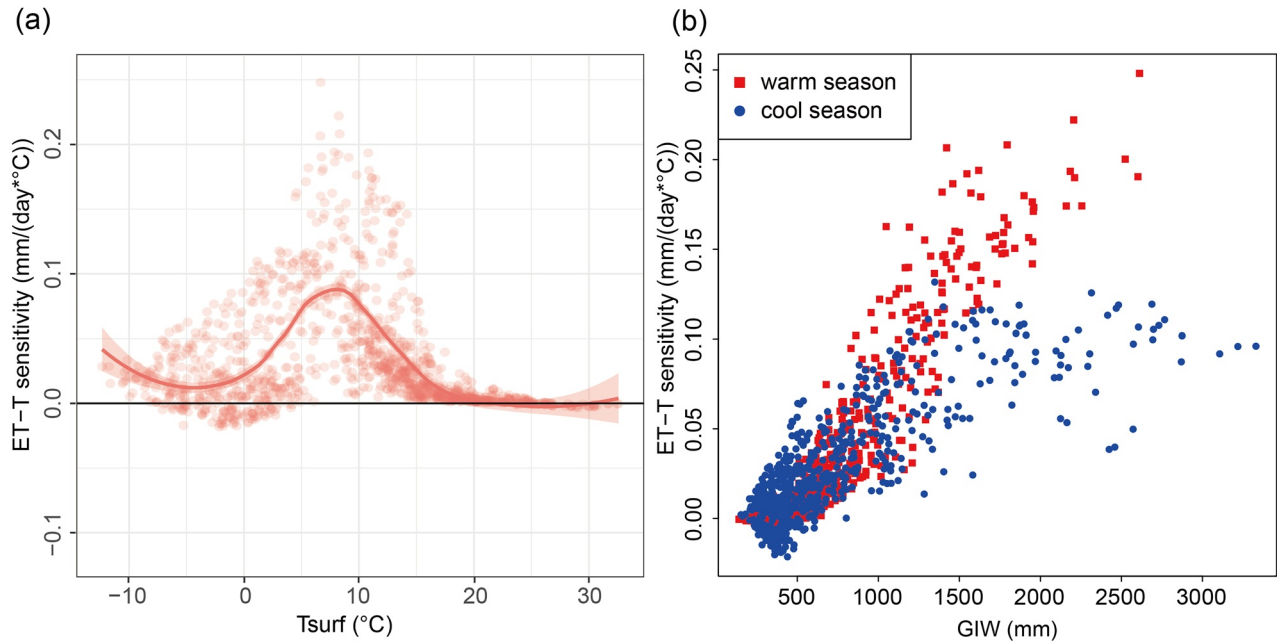 (a)
ET−T sensitivity (mm/(day*°C))
0.2
0.1
0.0
−0.1
−10
0
10
20
30
Tsurf (°C)
(b)
warm season
cool season
ET−T sensitivity (mm/(day*°C))
0.25
0.20
0.15
0.10
0.05
0.00
500
1000
1500
2000
2500
3000
GIW (mm)